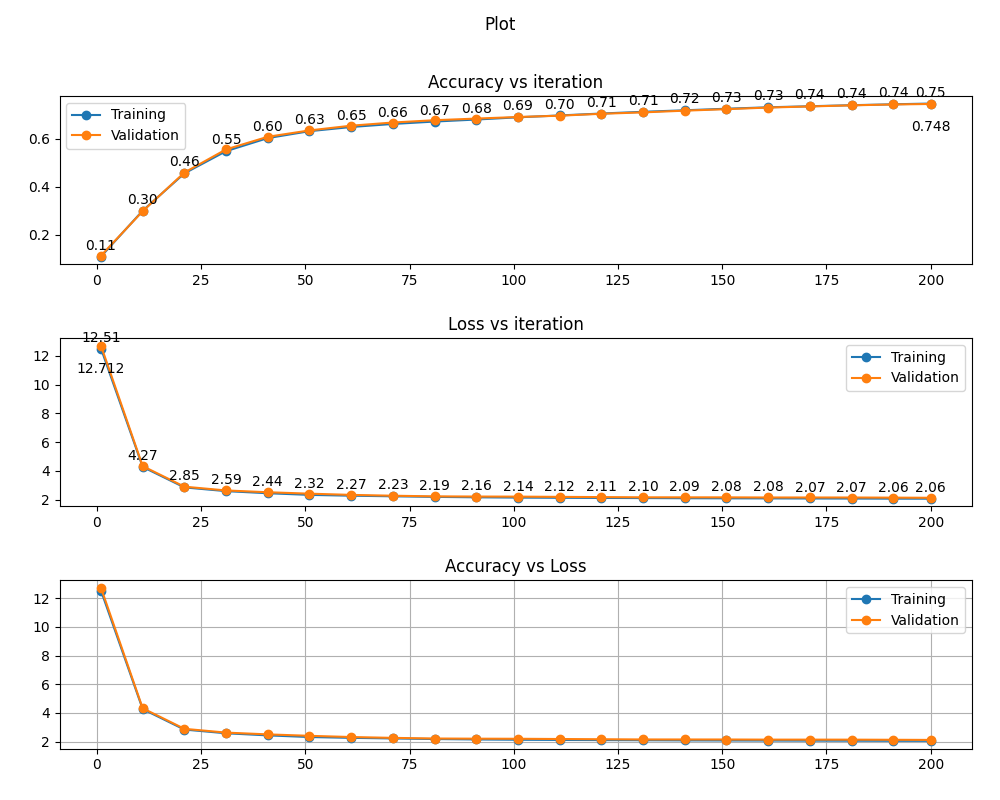 Plot
Accuracy vs iteration
Training
Validation
0.11 0.30 0.46 0.55 0.60 0.63 0.65 0.66 0.67 0.68 0.69 0.70 0.71 0.71 0.72 0.73 0.73 0.74 0.74 0.74 0.75
0.748
0.6
0.4
0.2
0 25 50 75 100 125 150 175 200
Loss vs iteration
Training
Validation
12.51 4.27 2.85 2.59 2.44 2.32 2.27 2.23 2.19 2.16 2.14 2.12 2.11 2.10 2.09 2.08 2.08 2.07 2.07 2.06 2.06
12.712
12
10
8
6
4
2
0 25 50 75 100 125 150 175 200
Accuracy vs Loss
Training
Validation
12
10
8
6
4
2
0 25 50 75 100 125 150 175 200